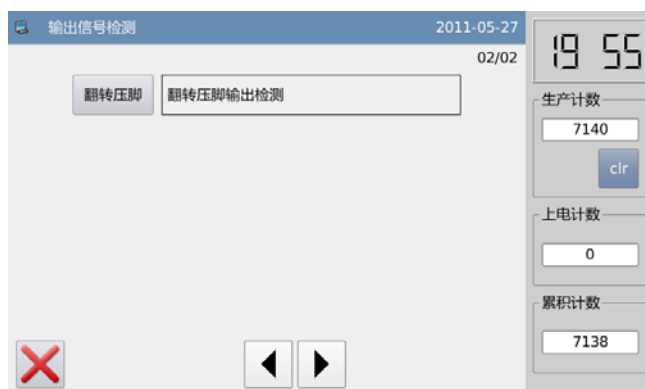 输出信号检测
2011-05-27
02/02
翻转压脚
翻转压脚输出检测
19 55
生产计数
7140
clr
上电计数
0
累积计数
7138